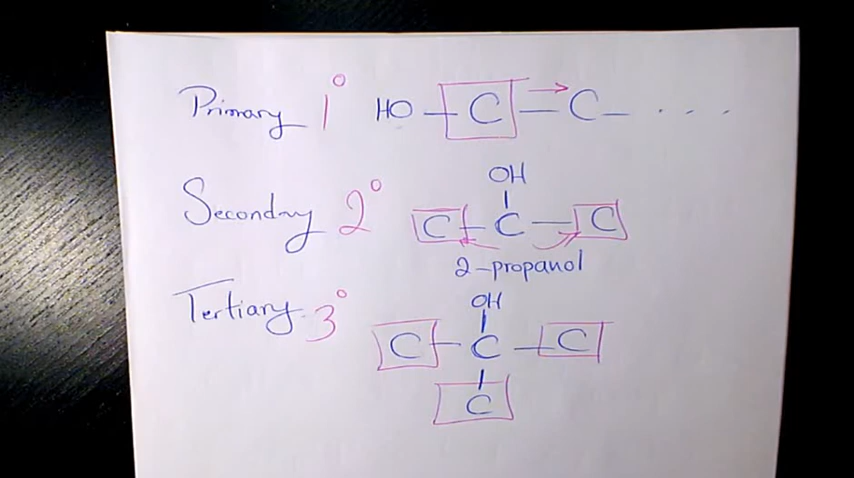 Primary 1° HO - C - C - . . . .
OH
Secondary 2° C - C - C
2-propanol
OH
Tertiary 3° C - C - C
C